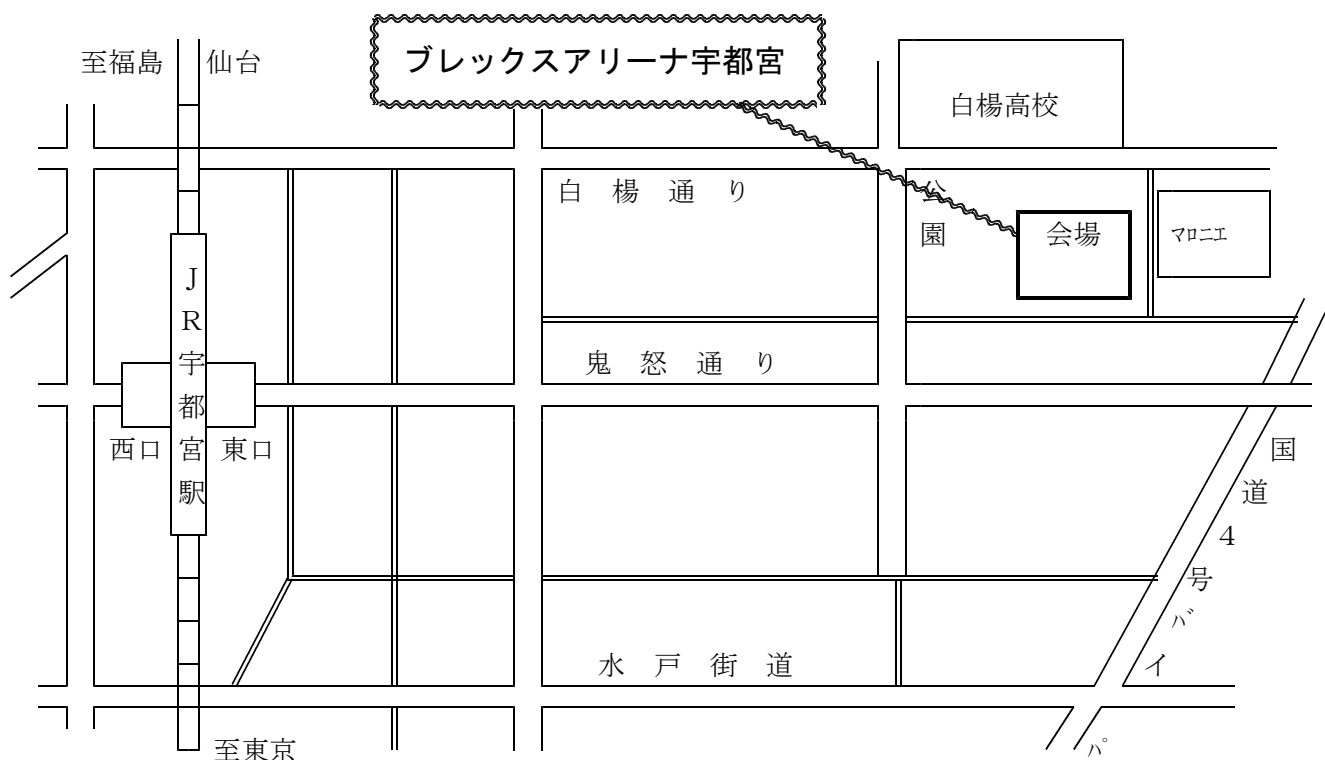 至福島
仙台
ブレックスアリーナ宇都宮
白楊高校
白楊通り
公園
会場
マロニエ
JR宇都宮駅
鬼怒通り
西口
東口
国道4号バイパ
水戸街道
至東京